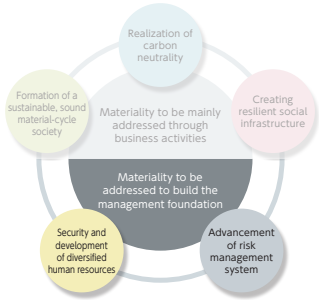 Realization of
carbon
neutrality
Formation of a
sustainable, sound
material-cycle
society
Creating
resilient social
infrastructure
Materiality to be mainly
addressed through
business activities
Materiality to be
addressed to build the
management foundation
Security and
development
of diversified
human resources
Advancement
of risk
management
system